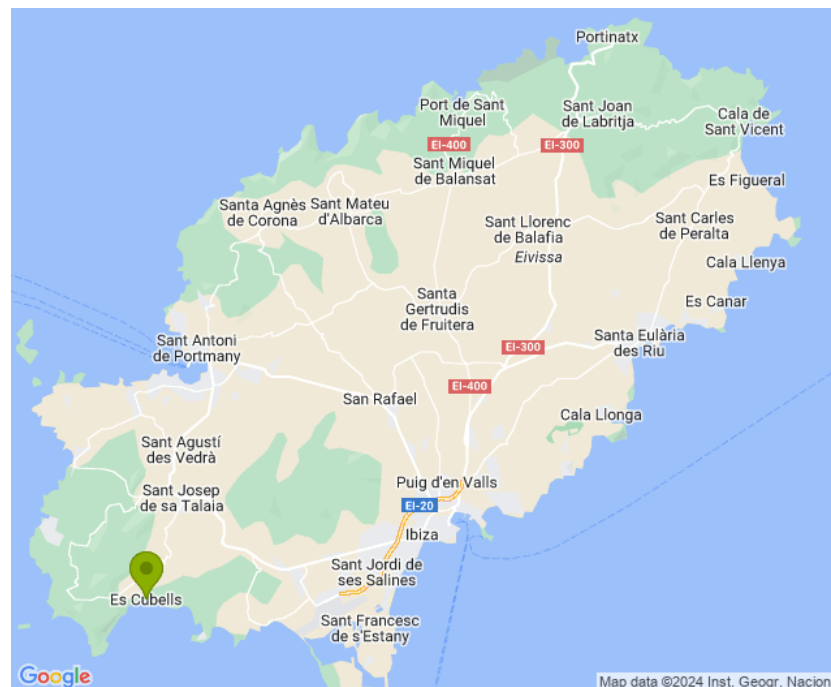 Portinatx
Port de Sant
Miquel
Sant Joan
de Labritja
Cala de
Sant Vicent
EI-400
EI-300
Sant Miquel
de Balansat
Es Figueral
Santa Agnès
de Corona
Sant Mateu
d'Albarca
Sant Llorenc
de Balafia
Sant Carles
de Peralta
Eivissa
Cala Llenya
Santa
Gertrudis
de Fruitera
Es Canar
Sant Antoni
de Portmany
Santa Eulària
des Riu
EI-300
EI-400
San Rafael
Cala Llonga
Sant Agustí
des Vedrà
Puig d'en Valls
Sant Josep
de sa Talaia
EI-20
Ibiza
Sant Jordi de
ses Salines
Es Cubells
Sant Francesc
de s'Estany
Google
Map data ©2024 Inst. Geogr. Nacion